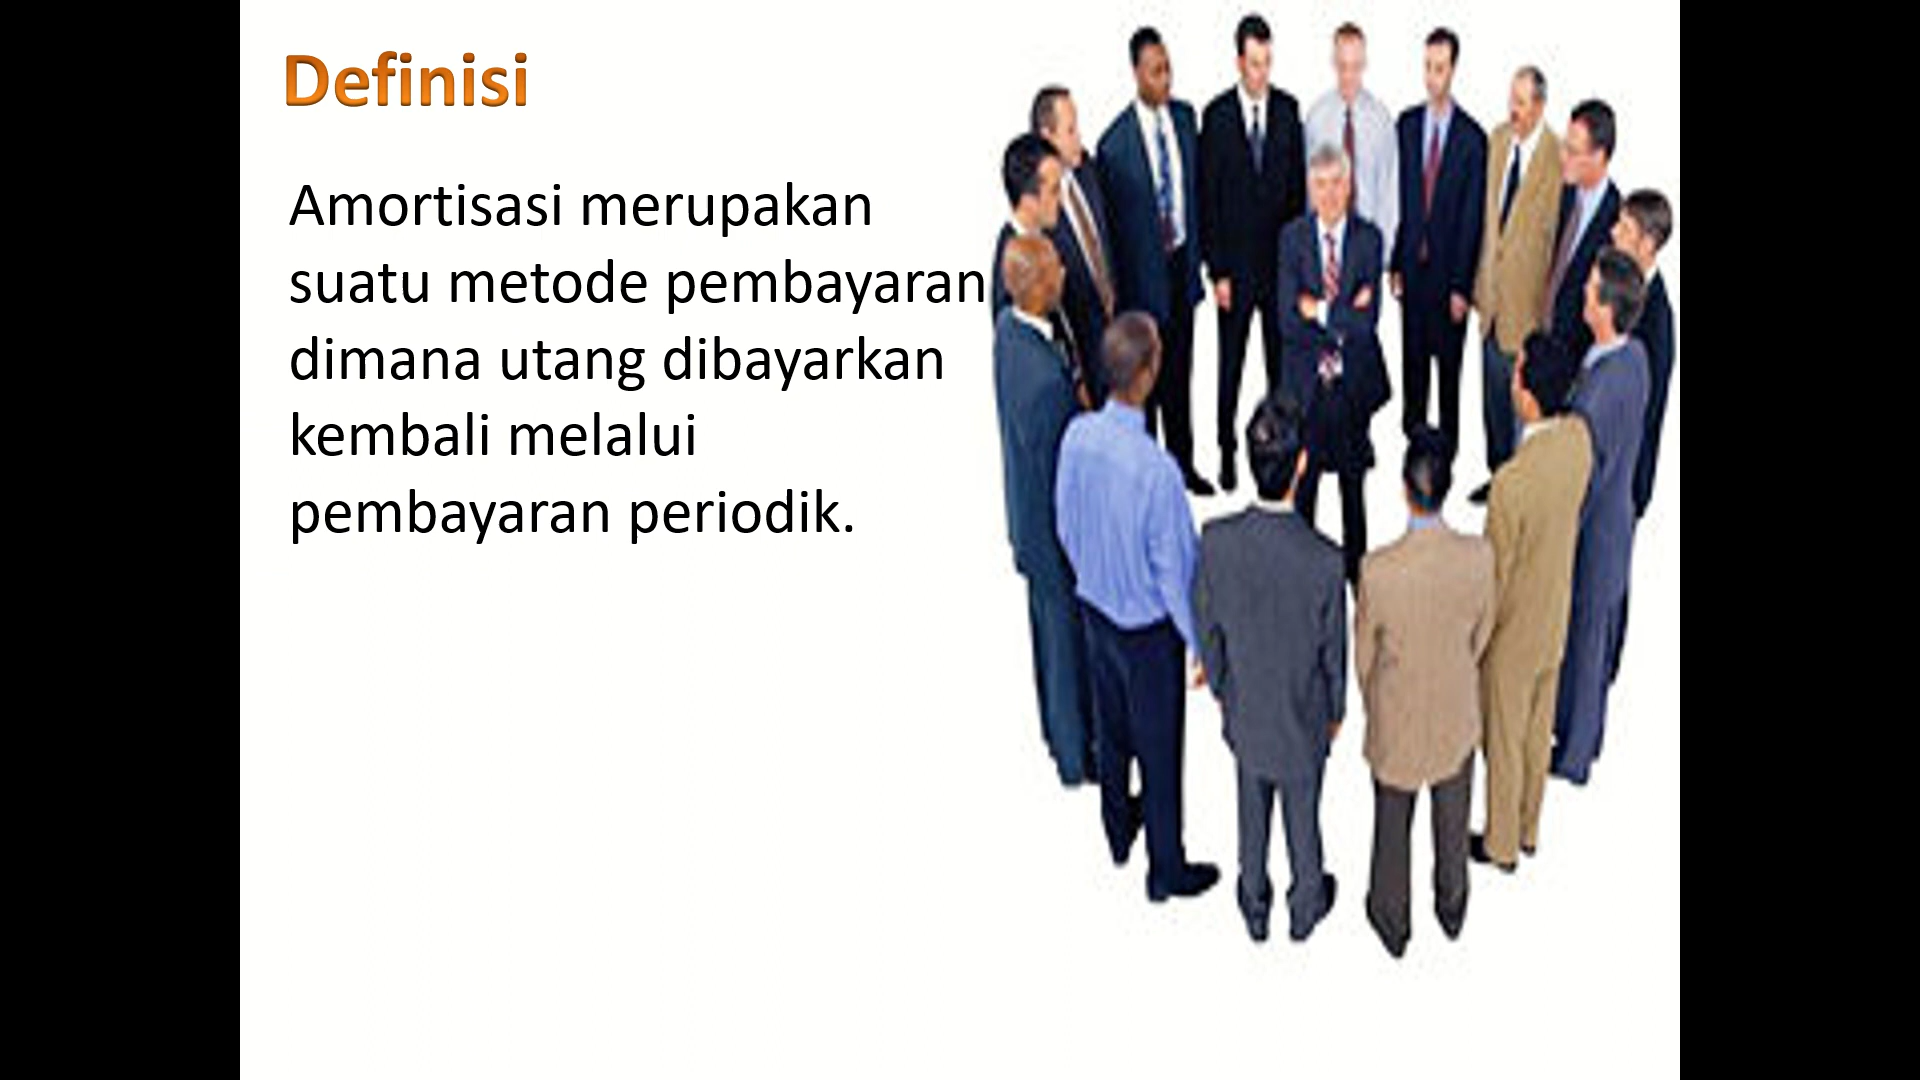 Definisi
Amortisasi merupakan
suatu metode pembayaran
dimana utang dibayarkan
kembali melalui
pembayaran periodik.